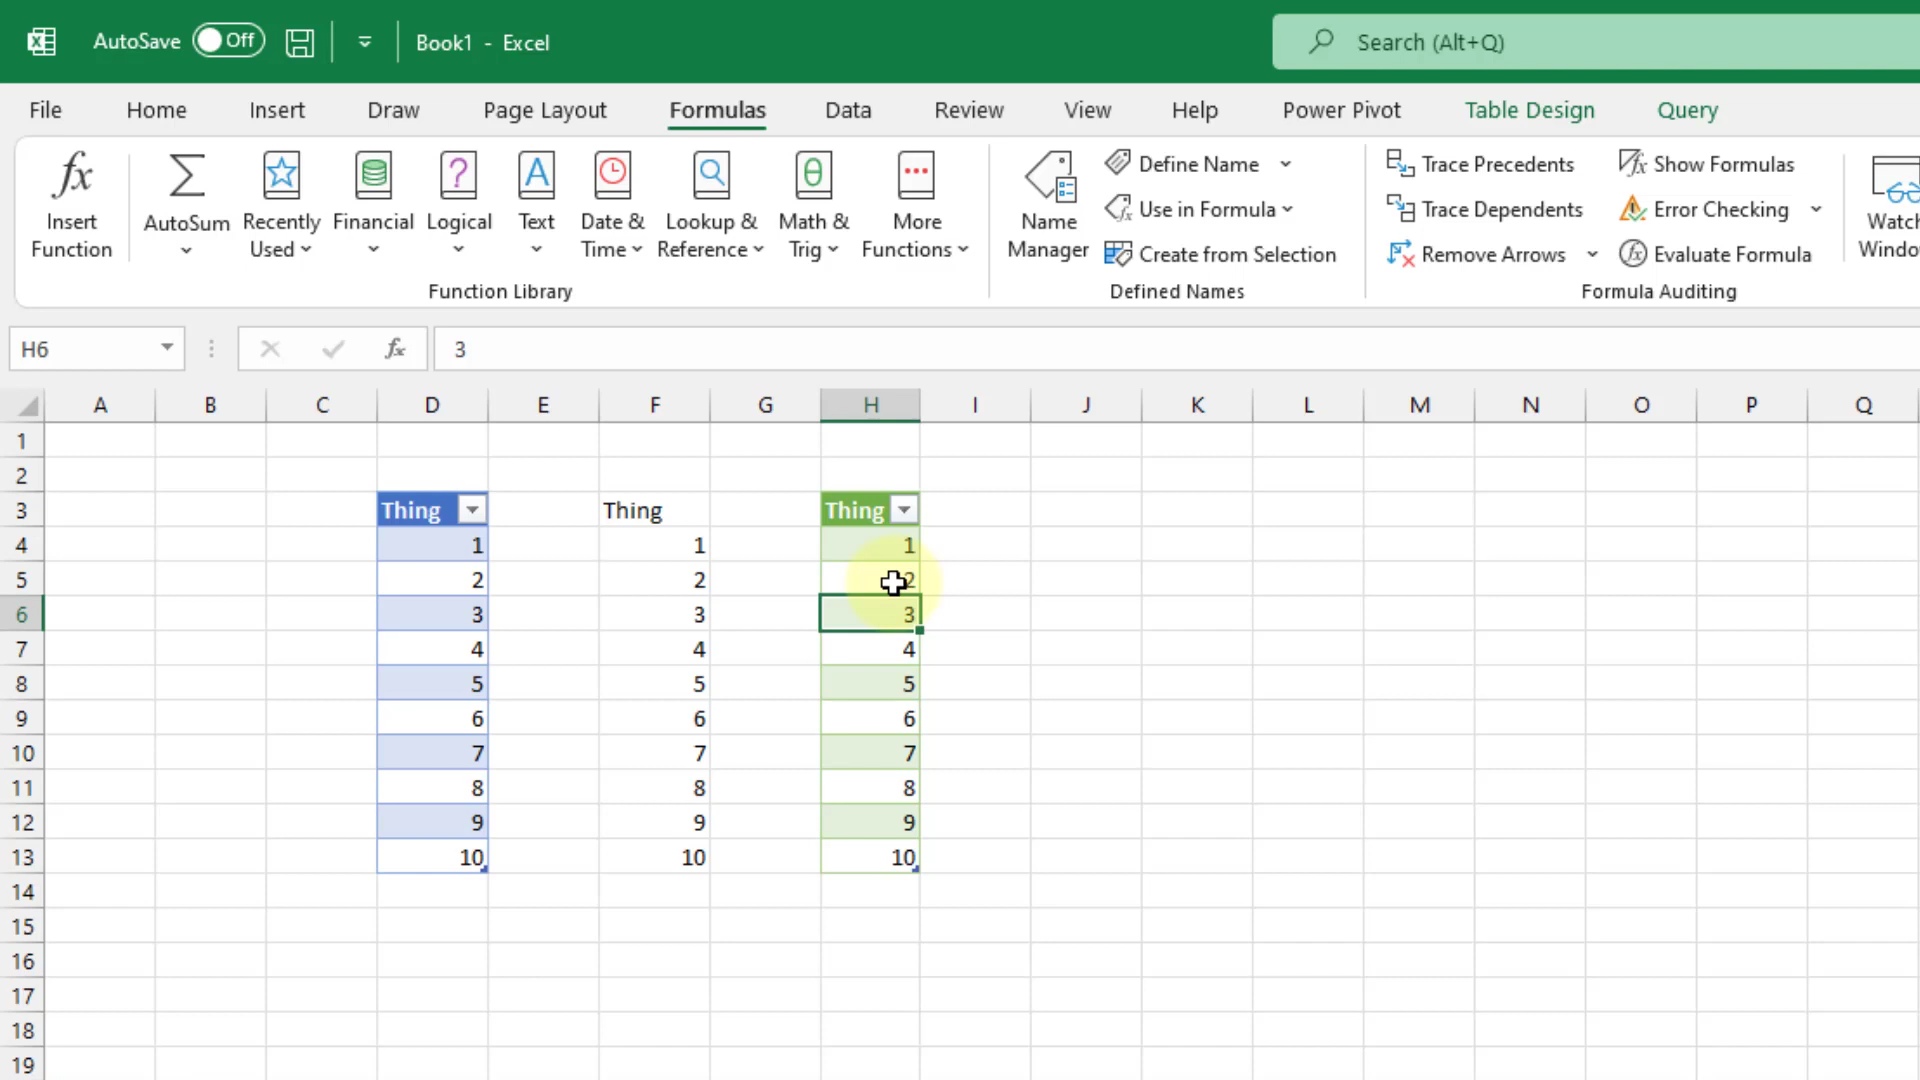 AutoSave Off Book1 - Excel Search (Alt+Q)
File Home Insert Draw Page Layout Formulas Data Review View Help Power Pivot Table Design Query
Insert Function
AutoSum
Recently Used
Financial
Logical
Text
Date & Time
Lookup & Reference
Math & Trig
More Functions
Function Library
Name Manager
Define Name
Use in Formula
Create from Selection
Defined Names
Trace Precedents
Trace Dependents
Remove Arrows
Show Formulas
Error Checking
Evaluate Formula
Formula Auditing
Watch
Windo
H6 fx 3
A B C D E F G H I J K L M N O P Q
1
2
3 Thing Thing Thing
4 1 1 1
5 2 2 2
6 3 3 3
7 4 4 4
8 5 5 5
9 6 6 6
10 7 7 7
11 8 8 8
12 9 9 9
13 10 10 10
14
15
16
17
18
19